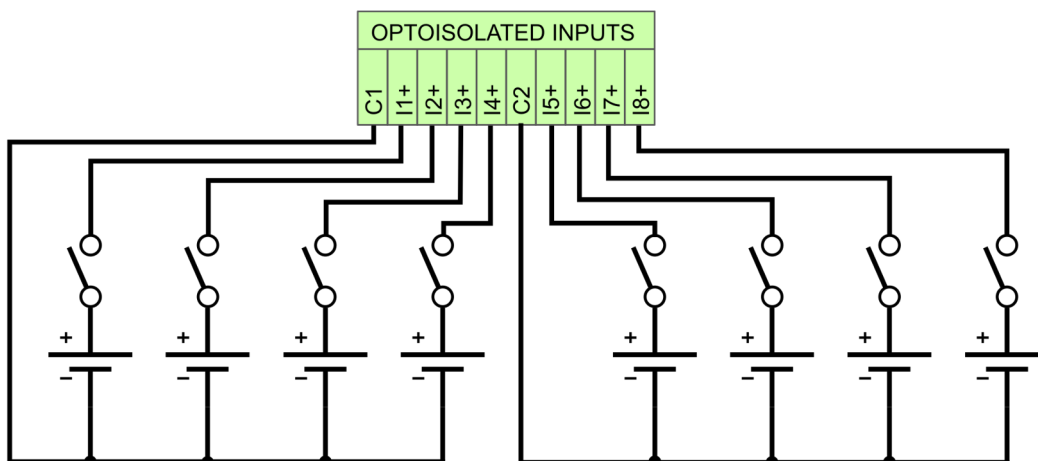 OPTOISOLATED INPUTS
C1 I1+ I2+ I3+ I4+ C2 I5+ I6+ I7+ I8+
+ + + + + + + +
− − − − − − − −